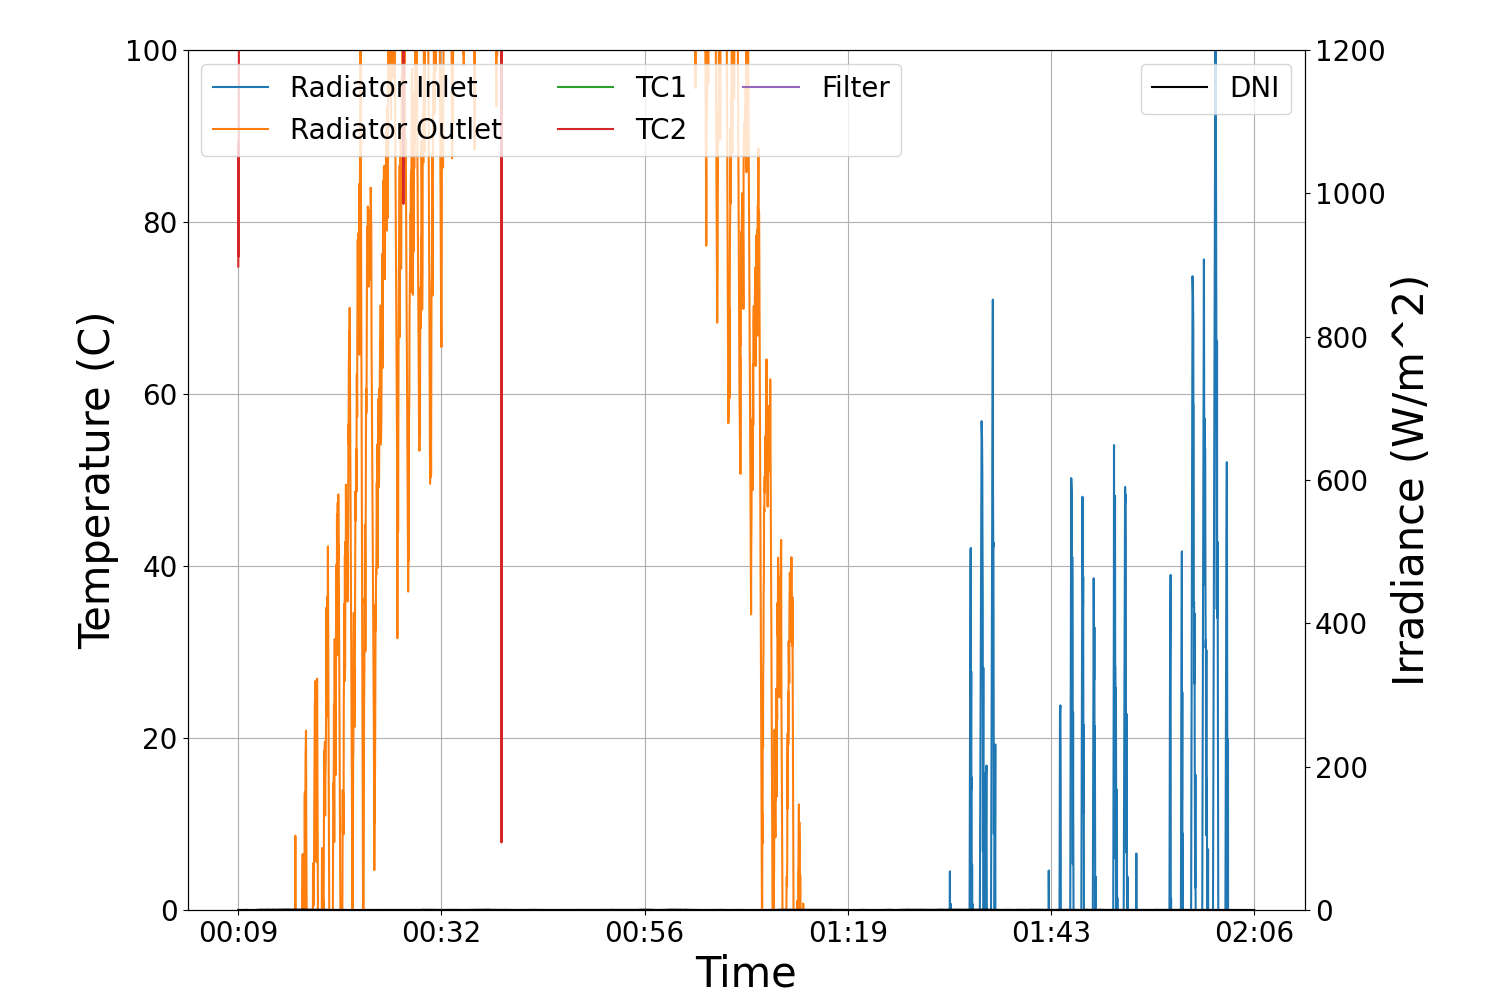 Radiator Inlet
Radiator Outlet
TC1
TC2
Filter
DNI
Temperature (C)
100
80
60
40
20
0
Irradiance (W/m^2)
1200
1000
800
600
400
200
0
00:09 00:32 00:56 01:19 01:43 02:06
Time